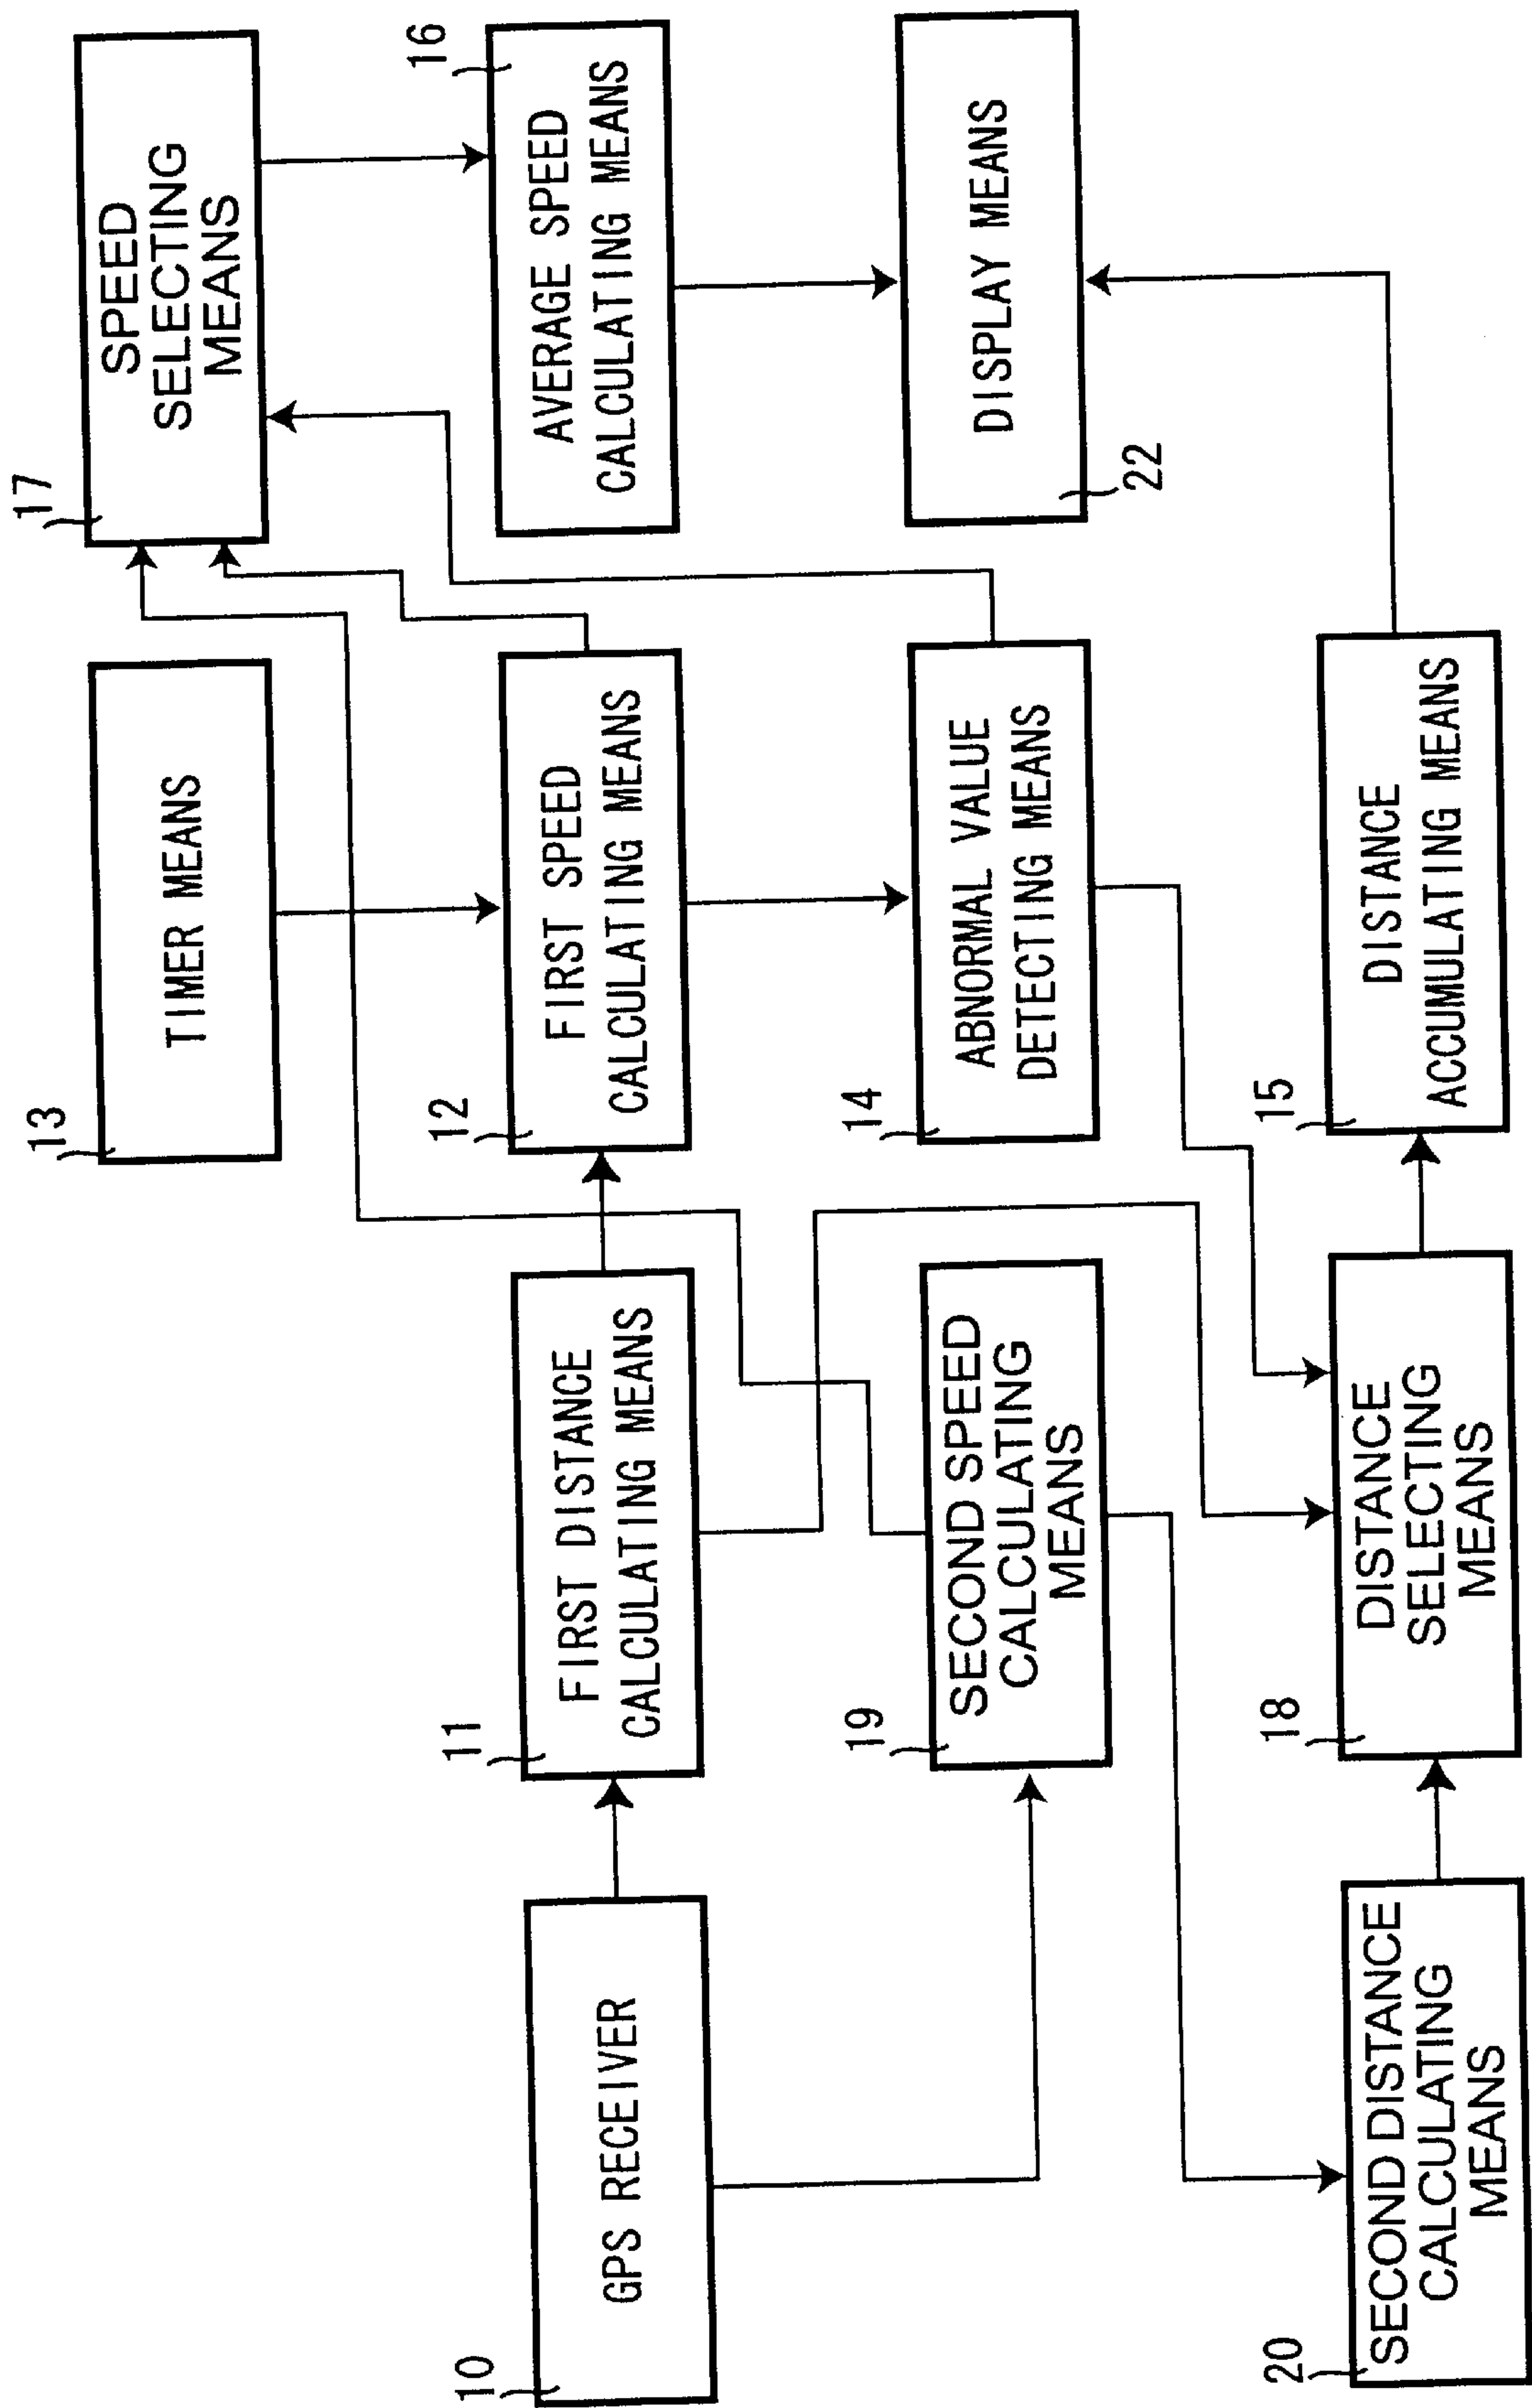 13
TIMER MEANS
17
SPEED
SELECTING
MEANS
10
GPS RECEIVER
11
FIRST DISTANCE
CALCULATING MEANS
12
FIRST SPEED
CALCULATING MEANS
16
AVERAGE SPEED
CALCULATING MEANS
19
SECOND SPEED
CALCULATING
MEANS
14
ABNORMAL VALUE
DETECTING MEANS
DISPLAY MEANS
22
20
SECOND DISTANCE
CALCULATING
MEANS
18
DISTANCE
SELECTING
MEANS
15
DISTANCE
ACCUMULATING MEANS